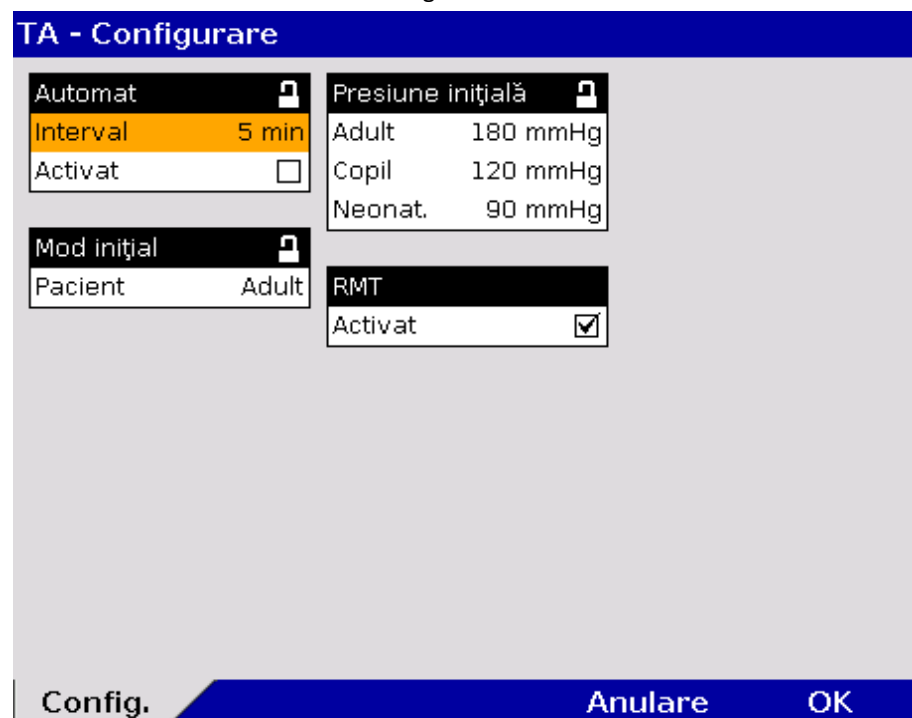 TA - Configurare
Automat
Interval 5 min
Activat
Mod iniţial
Pacient Adult
Presiune iniţială
Adult 180 mmHg
Copil 120 mmHg
Neonat. 90 mmHg
RMT
Activat
Config. Anulare OK